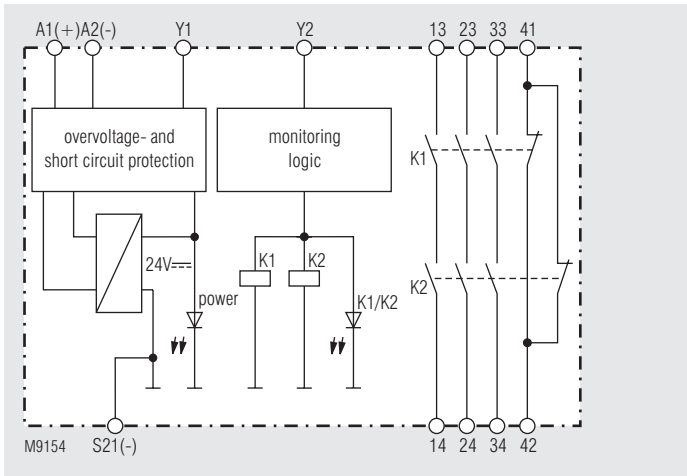 A1(+) A2(-) Y1 Y2 13 23 33 41
overvoltage- and
short circuit protection
monitoring
logic
K1
24V
K1 K2
K2
power
K1/K2
M9154 S21(-) 14 24 34 42